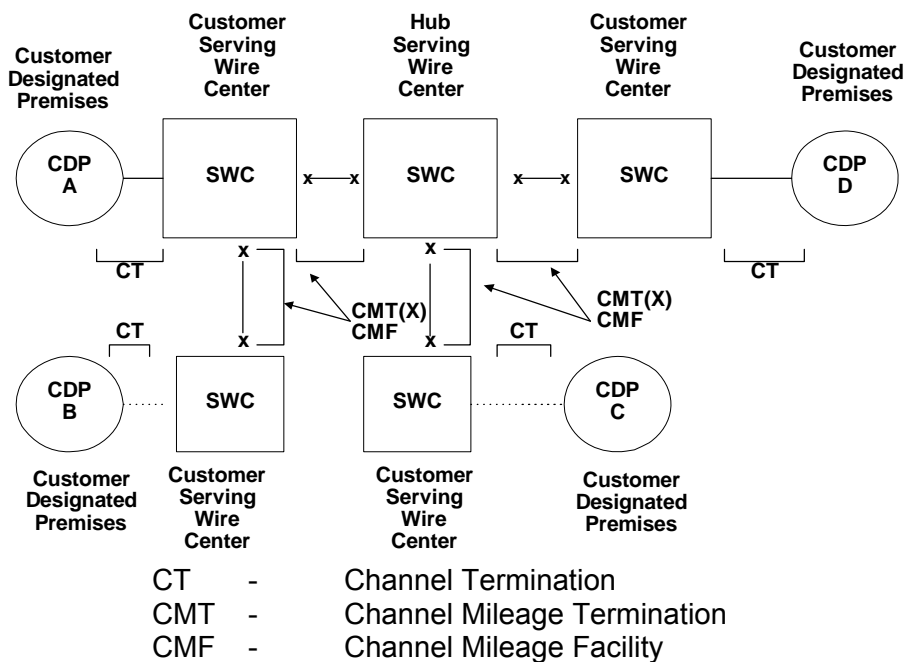 Customer
Serving
Wire
Center
Hub
Serving
Wire
Center
Customer
Serving
Wire
Center
Customer
Designated
Premises
Customer
Designated
Premises
CDP
A
SWC
x
x
SWC
x
x
SWC
CDP
D
CT
x
x
CT
CMT(X)
CMF
CMT(X)
CMF
CT
x
x
CT
CDP
B
SWC
SWC
CDP
C
Customer
Designated
Premises
Customer
Serving
Wire
Center
Customer
Serving
Wire
Center
Customer
Designated
Premises
CT - Channel Termination
CMT - Channel Mileage Termination
CMF - Channel Mileage Facility